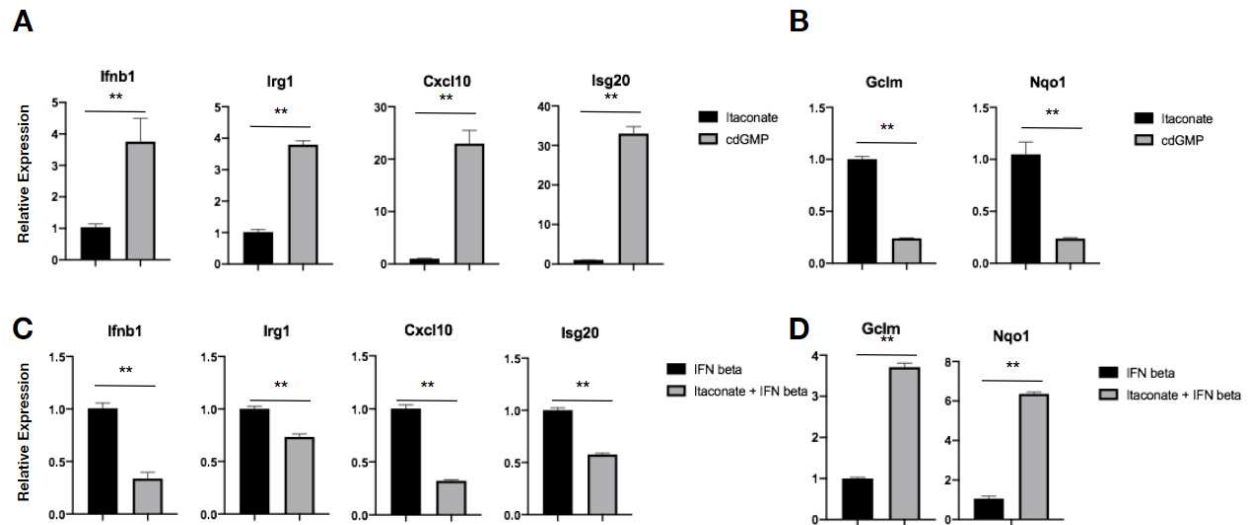 A
B
Ifnb1
Irg1
Cxcl10
Isg20
Gclm
Nqo1
Relative Expression
5
4
3
2
1
0
**
5
4
3
2
1
0
**
30
20
10
0
**
40
30
20
10
0
**
Itaconate
cdGMP
1.5
1.0
0.5
0.0
**
1.5
1.0
0.5
0.0
**
Itaconate
cdGMP
C
D
Ifnb1
Irg1
Cxcl10
Isg20
Gclm
Nqo1
Relative Expression
1.5
1.0
0.5
0.0
**
1.5
1.0
0.5
0.0
**
1.5
1.0
0.5
0.0
**
1.5
1.0
0.5
0.0
**
IFN beta
Itaconate + IFN beta
4
3
2
1
0
**
8
6
4
2
0
**
IFN beta
Itaconate + IFN beta